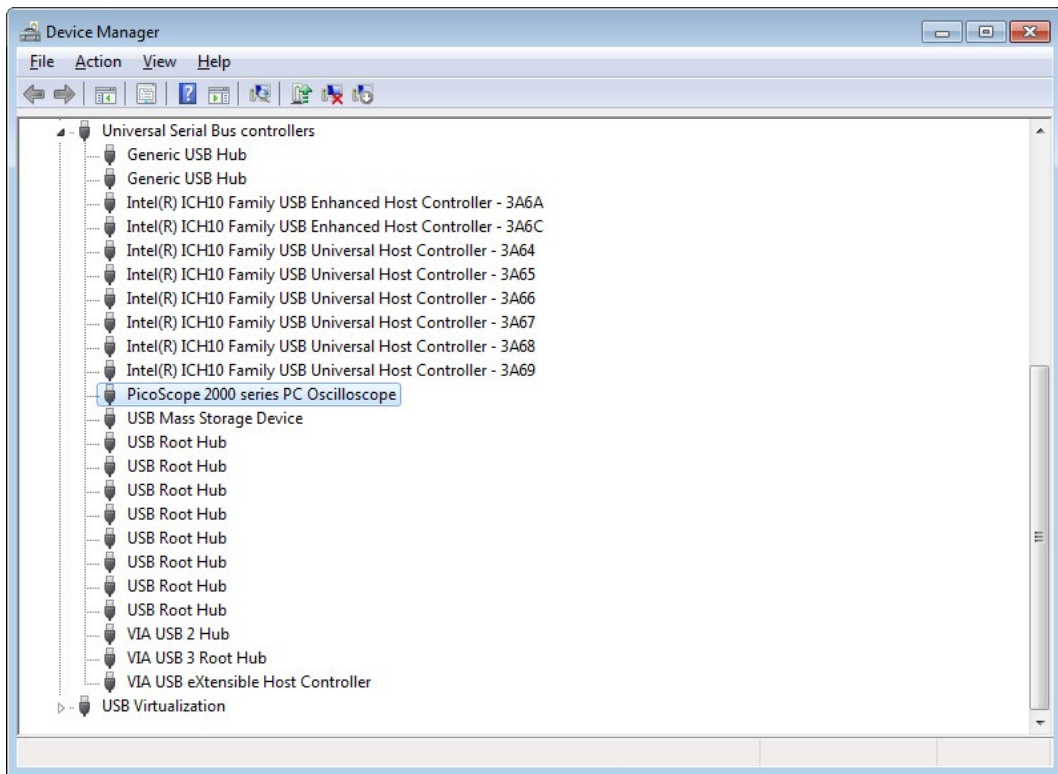 Device Manager
File Action View Help
Universal Serial Bus controllers
Generic USB Hub
Generic USB Hub
Intel(R) ICH10 Family USB Enhanced Host Controller - 3A6A
Intel(R) ICH10 Family USB Enhanced Host Controller - 3A6C
Intel(R) ICH10 Family USB Universal Host Controller - 3A64
Intel(R) ICH10 Family USB Universal Host Controller - 3A65
Intel(R) ICH10 Family USB Universal Host Controller - 3A66
Intel(R) ICH10 Family USB Universal Host Controller - 3A67
Intel(R) ICH10 Family USB Universal Host Controller - 3A68
Intel(R) ICH10 Family USB Universal Host Controller - 3A69
PicoScope 2000 series PC Oscilloscope
USB Mass Storage Device
USB Root Hub
USB Root Hub
USB Root Hub
USB Root Hub
USB Root Hub
USB Root Hub
USB Root Hub
USB Root Hub
VIA USB 2 Hub
VIA USB 3 Root Hub
VIA USB eXtensible Host Controller
USB Virtualization